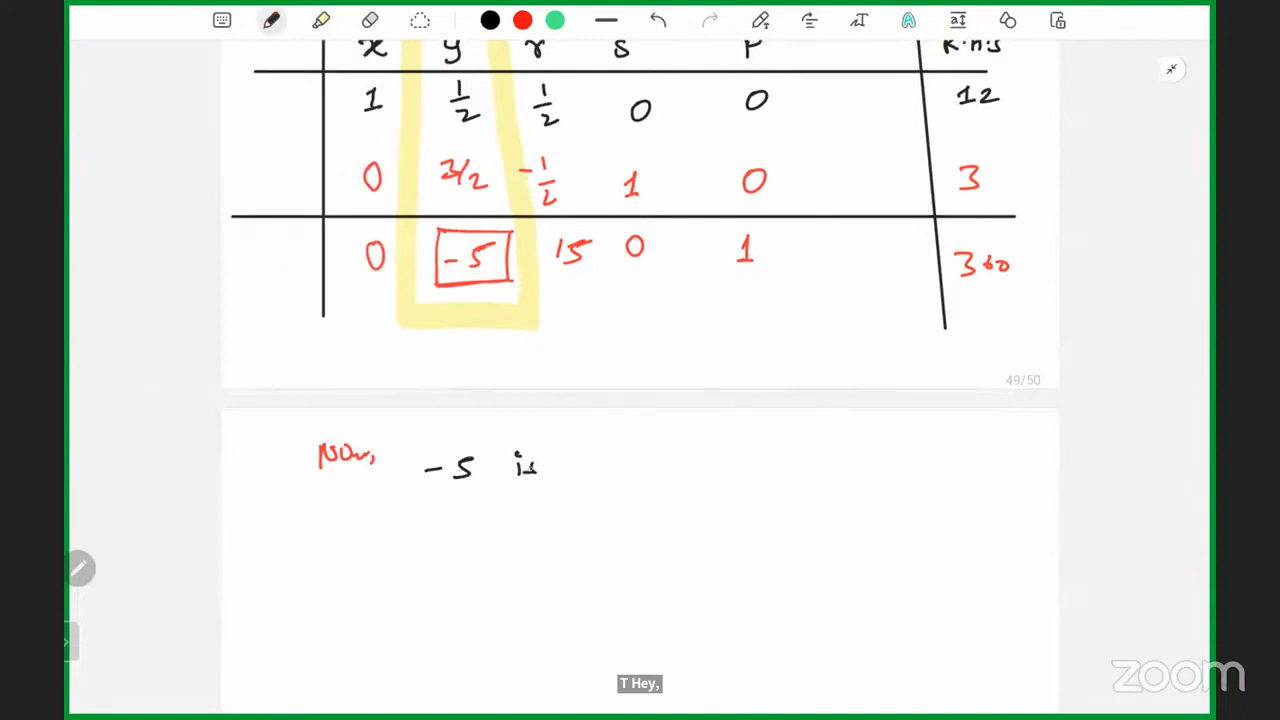 x y r s P R.H.S
1 1/2 1/2 0 0 12
0 3/2 -1/2 1 0 3
0 -5 15 0 1 360
49/50
Now, -5 is
T Hey,
zoom